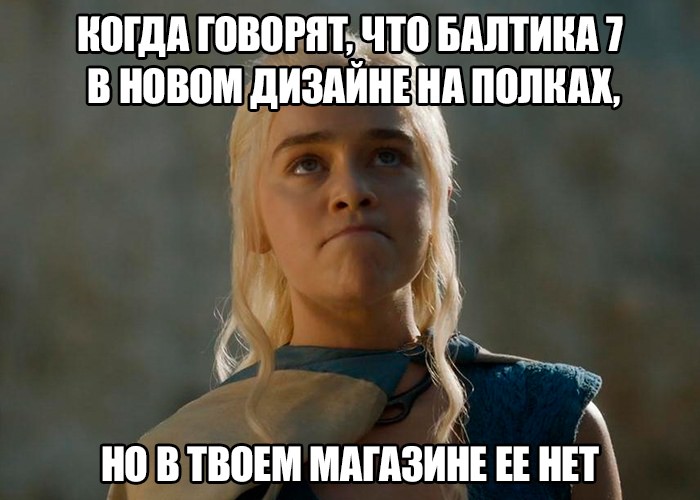 КОГДА ГОВОРЯТ, ЧТО БАЛТИКА 7
В НОВОМ ДИЗАЙНЕ НА ПОЛКАХ,
НО В ТВОЕМ МАГАЗИНЕ ЕЕ НЕТ